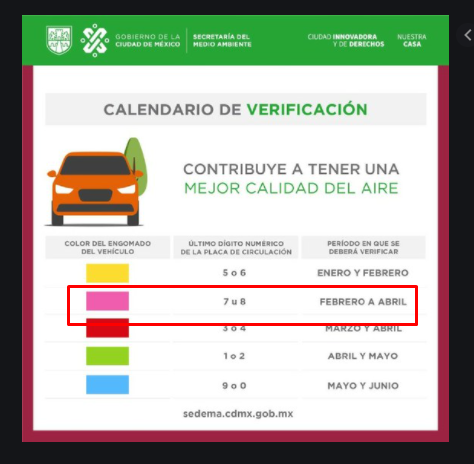 GOBIERNO DE LA
CIUDAD DE MÉXICO
SECRETARÍA DEL
MEDIO AMBIENTE
CIUDAD INNOVADORA
Y DE DERECHOS
NUESTRA
CASA
CALENDARIO DE VERIFICACIÓN
CONTRIBUYE A TENER UNA
MEJOR CALIDAD DEL AIRE
COLOR DEL ENGOMADO
DEL VEHÍCULO
ÚLTIMO DÍGITO NUMÉRICO
DE LA PLACA DE CIRCULACIÓN
PERÍODO EN QUE SE
DEBERÁ VERIFICAR
5 o 6 ENERO Y FEBRERO
7 u 8 FEBRERO A ABRIL
3 o 4 MARZO Y ABRIL
1 o 2 ABRIL Y MAYO
9 o 0 MAYO Y JUNIO
sedema.cdmx.gob.mx